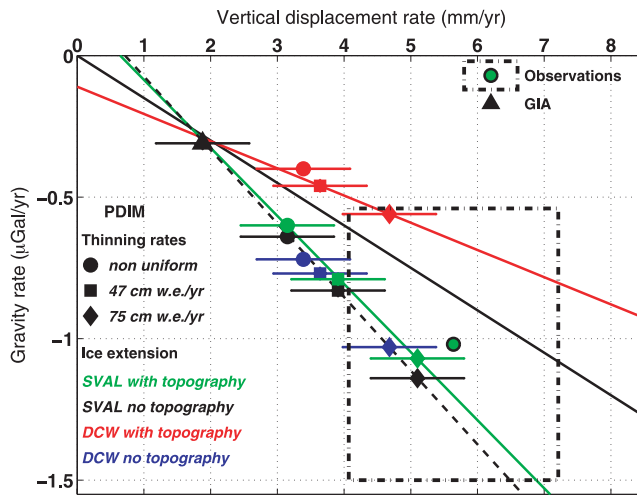 Vertical displacement rate (mm/yr)
0 1 2 3 4 5 6 7 8
0
−0.5
−1
−1.5
Gravity rate (μGal/yr)
Observations
GIA
PDIM
Thinning rates
non uniform
47 cm w.e./yr
75 cm w.e./yr
Ice extension
SVAL with topography
SVAL no topography
DCW with topography
DCW no topography